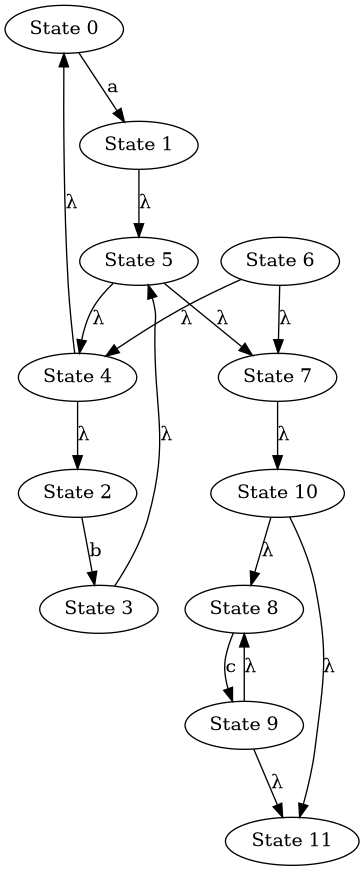 State 0
a
State 1
λ
λ
State 5
State 6
λ
λ
λ
λ
State 4
State 7
λ
λ
λ
State 2
State 10
b
λ
State 3
State 8
λ
c
λ
State 9
λ
State 11